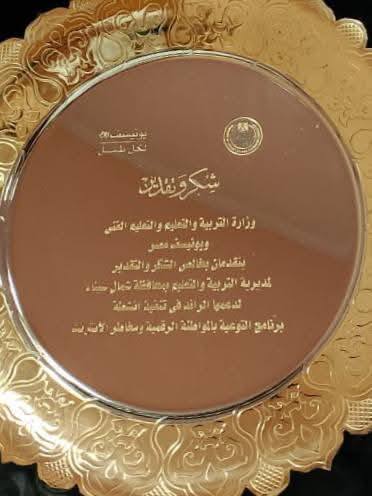 يونيسف
لكل طفل
شكر وتقدير
وزارة التربية والتعليم والتعليم الفني
ويونيسف مصر
يتقدمان بخالص الشكر والتقدير
لمديرية التربية والتعليم بمحافظة شمال سيناء
لدعمها الرائد في تنفيذ انشطة
برنامج التوعية بالمواطنة الرقمية ومخاطر الانترنت